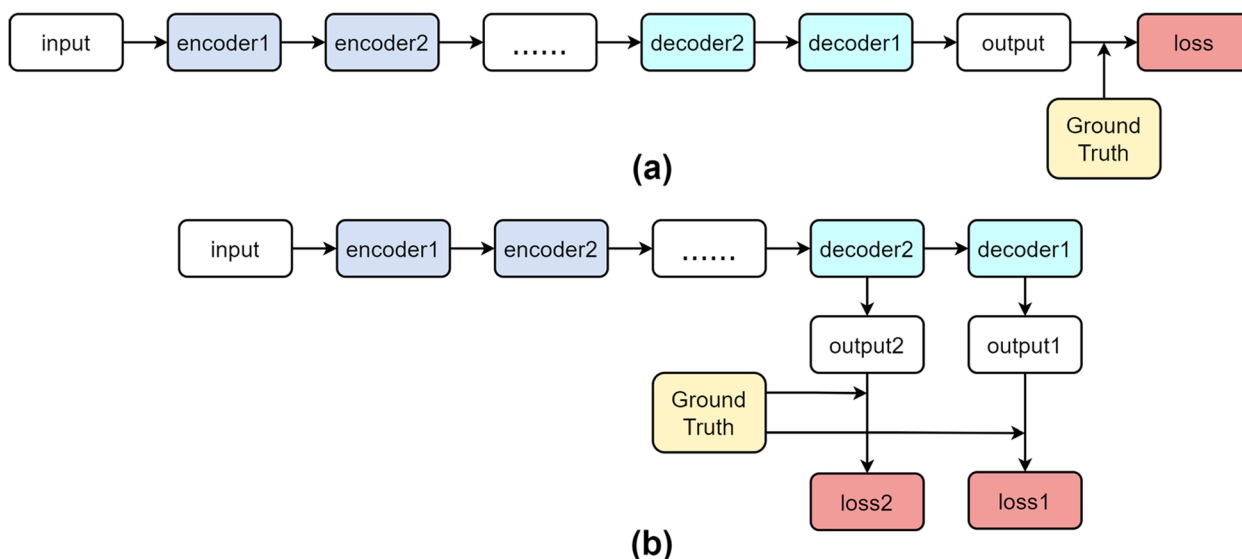 input
encoder1
encoder2
......
decoder2
decoder1
output
loss
Ground
Truth
(a)
input
encoder1
encoder2
......
decoder2
decoder1
output2
output1
Ground
Truth
loss2
loss1
(b)